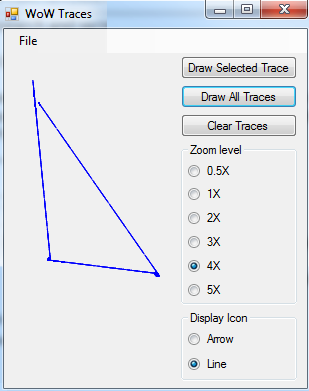 WoW Traces
File
Draw Selected Trace
Draw All Traces
Clear Traces
Zoom level
0.5X
1X
2X
3X
4X
5X
Display Icon
Arrow
Line